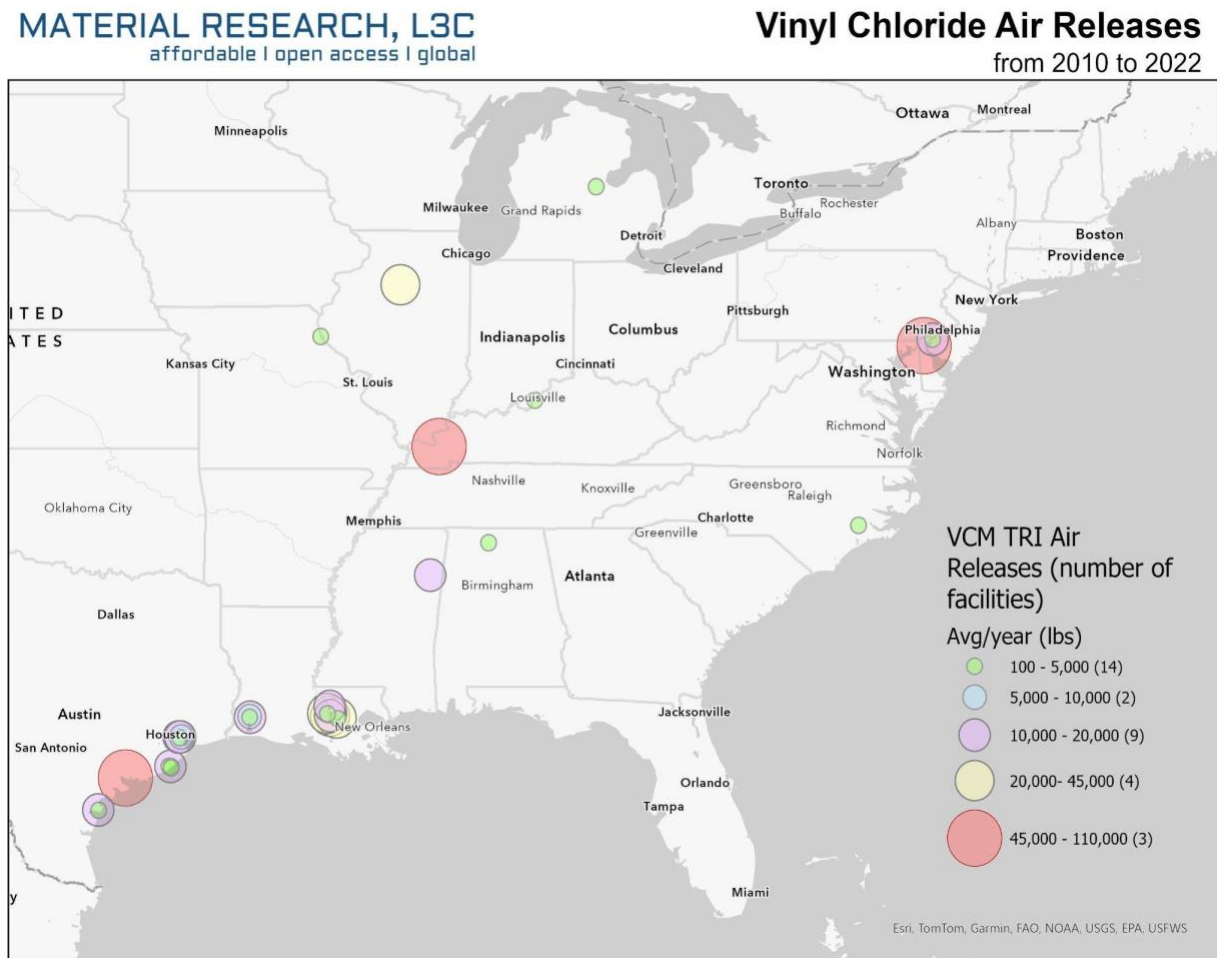 MATERIAL RESEARCH, L3C
affordable | open access | global
Vinyl Chloride Air Releases
from 2010 to 2022
Ottawa
Montreal
Minneapolis
Toronto
Rochester
Milwaukee
Grand Rapids
Buffalo
Albany
Detroit
Boston
Chicago
Providence
Cleveland
New York
ITED
ATES
Pittsburgh
Philadelphia
Indianapolis
Columbus
Kansas City
Cincinnati
Washington
St. Louis
Louisville
Richmond
Norfolk
Nashville
Knoxville
Greensboro
Raleigh
Oklahoma City
Memphis
Charlotte
Greenville
Birmingham
Atlanta
Dallas
Austin
Jacksonville
New Orleans
Houston
San Antonio
Orlando
Tampa
Miami
y
VCM TRI Air
Releases (number of
facilities)
Avg/year (lbs)
100 - 5,000 (14)
5,000 - 10,000 (2)
10,000 - 20,000 (9)
20,000- 45,000 (4)
45,000 - 110,000 (3)
Esri, TomTom, Garmin, FAO, NOAA, USGS, EPA, USFWS